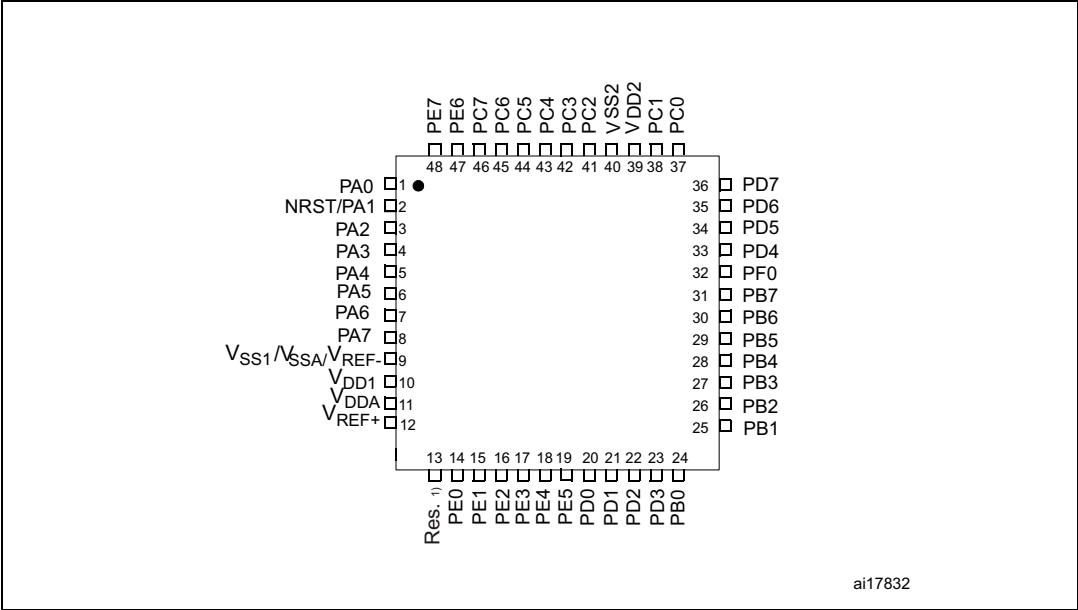 PE7
PE6
PC7
PC6
PC5
PC4
PC3
PC2
VSS2
VDD2
PC1
PC0
48 47 46 45 44 43 42 41 40 39 38 37
PA0 1
NRST/PA1 2
PA2 3
PA3 4
PA4 5
PA5 6
PA6 7
PA7 8
VSS1 /VSSA/VREF- 9
VDD1 10
VDDA 11
VREF+ 12
36 PD7
35 PD6
34 PD5
33 PD4
32 PF0
31 PB7
30 PB6
29 PB5
28 PB4
27 PB3
26 PB2
25 PB1
13 14 15 16 17 18 19 20 21 22 23 24
Res. 1)
PE0
PE1
PE2
PE3
PE4
PE5
PD0
PD1
PD2
PD3
PB0
ai17832